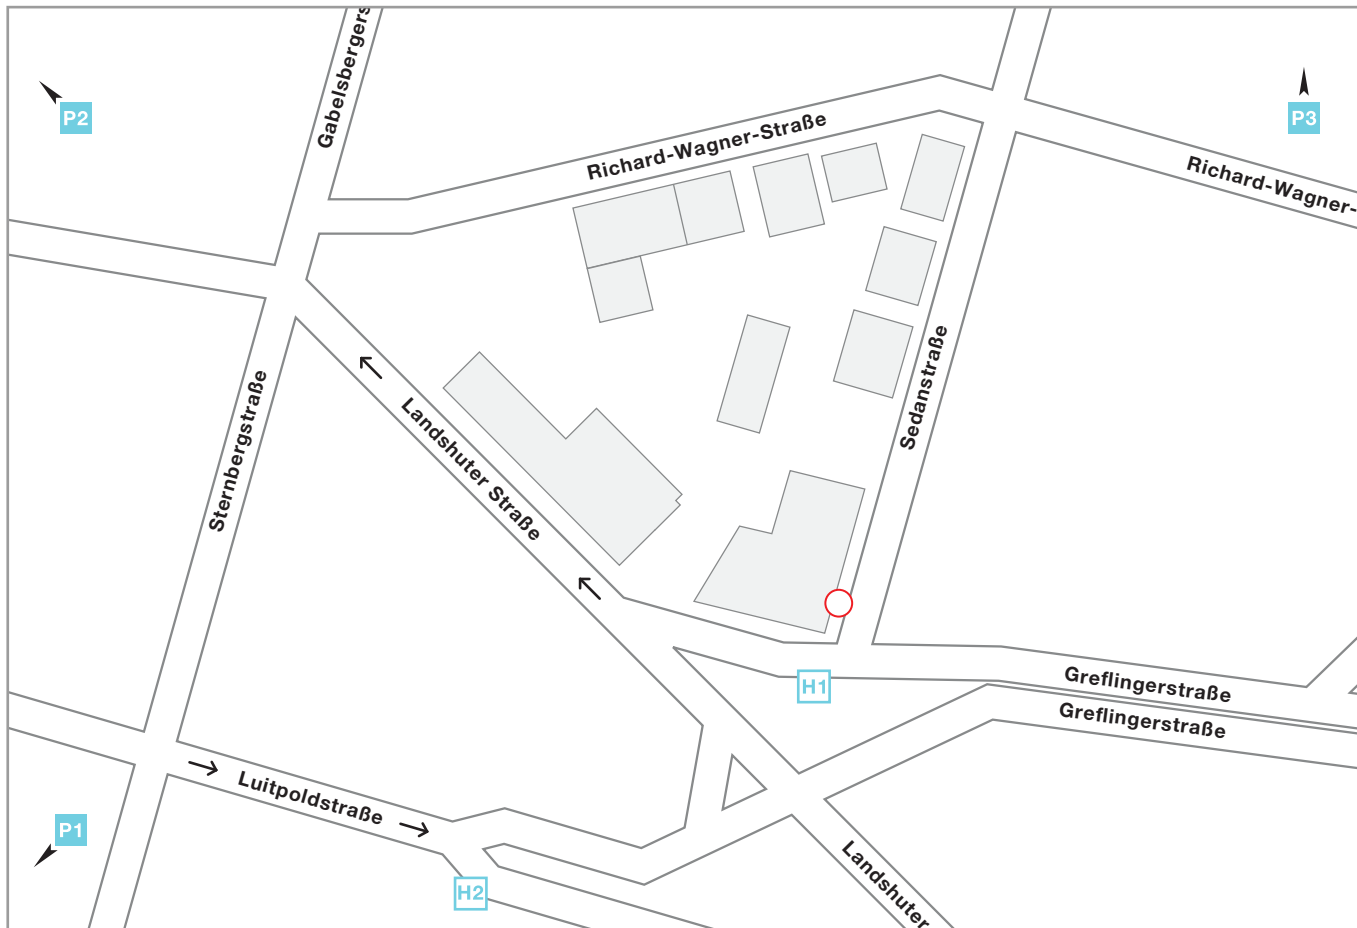 Gabelsbergers
P2
P3
Richard-Wagner-Straße
Richard-Wagner-
Sedanstraße
Sternbergstraße
Landshuter Straße
H1
Greflingerstraße
Greflingerstraße
Luitpoldstraße
P1
H2
Landshuter